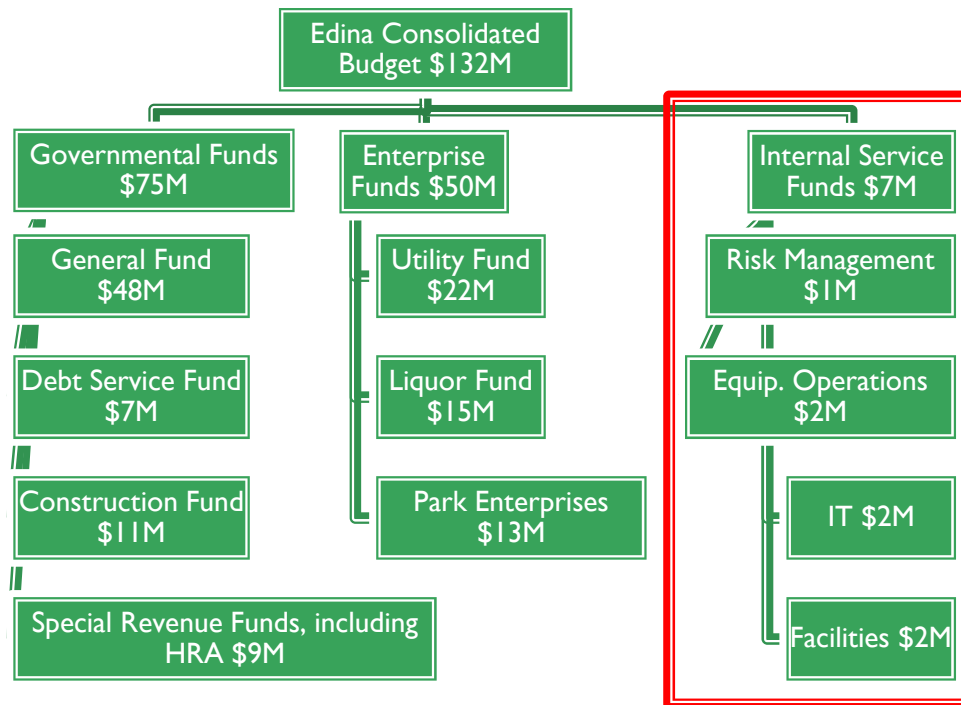 Edina Consolidated
Budget $132M
Governmental Funds
$75M
General Fund
$48M
Debt Service Fund
$7M
Construction Fund
$11M
Special Revenue Funds, including
HRA $9M
Enterprise
Funds $50M
Utility Fund
$22M
Liquor Fund
$15M
Park Enterprises
$13M
Internal Service
Funds $7M
Risk Management
$1M
Equip. Operations
$2M
IT $2M
Facilities $2M